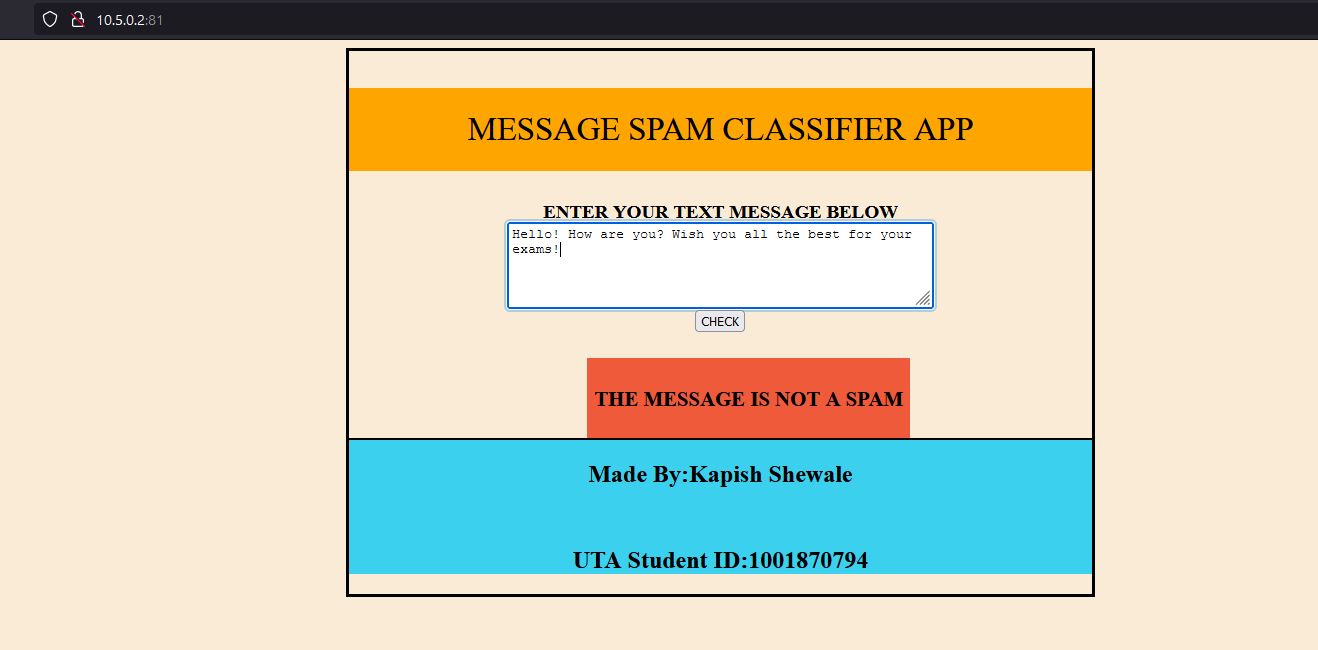 10.5.0.2:81
MESSAGE SPAM CLASSIFIER APP
ENTER YOUR TEXT MESSAGE BELOW
Hello! How are you? Wish you all the best for your
exams!
CHECK
THE MESSAGE IS NOT A SPAM
Made By:Kapish Shewale
UTA Student ID:1001870794